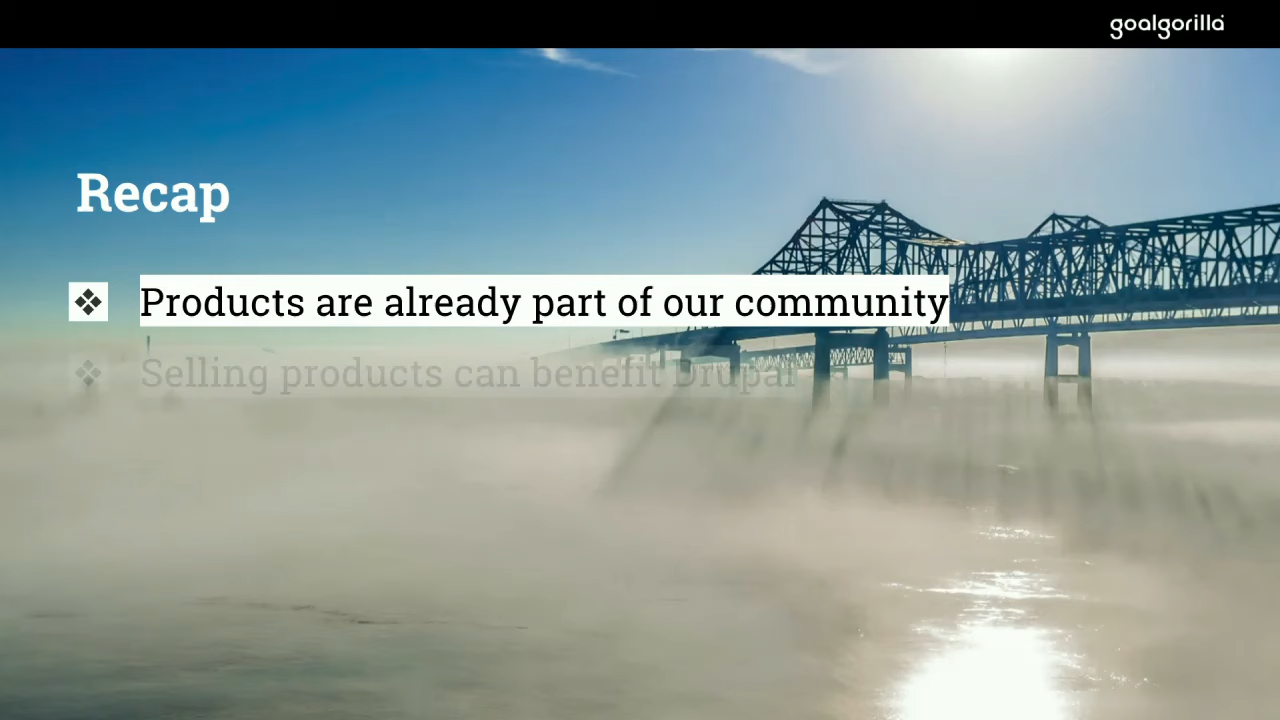 goalgorilla
Recap
❖ Products are already part of our community
❖ Selling products can benefit Drupal